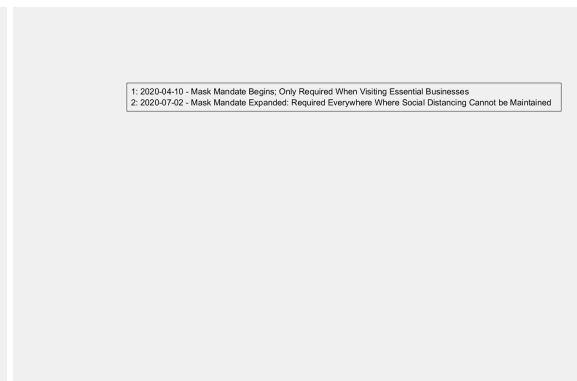 1: 2020-04-10 - Mask Mandate Begins; Only Required When Visiting Essential Businesses
2: 2020-07-02 - Mask Mandate Expanded: Required Everywhere Where Social Distancing Cannot be Maintained